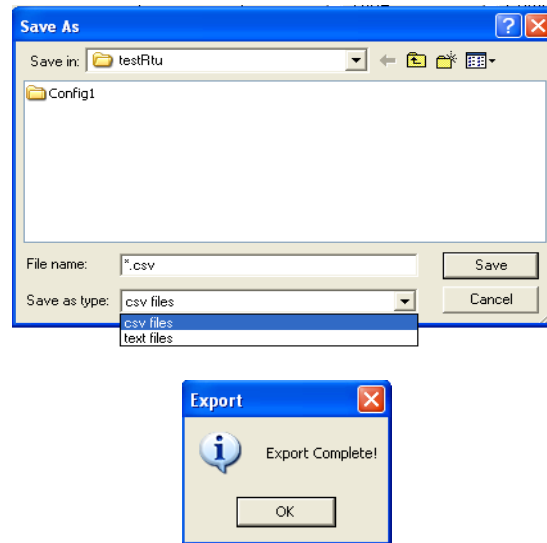 Save As
Save in: testRtu
Config1
File name: *.csv Save
Save as type: csv files Cancel
csv files
text files
Export
Export Complete!
OK